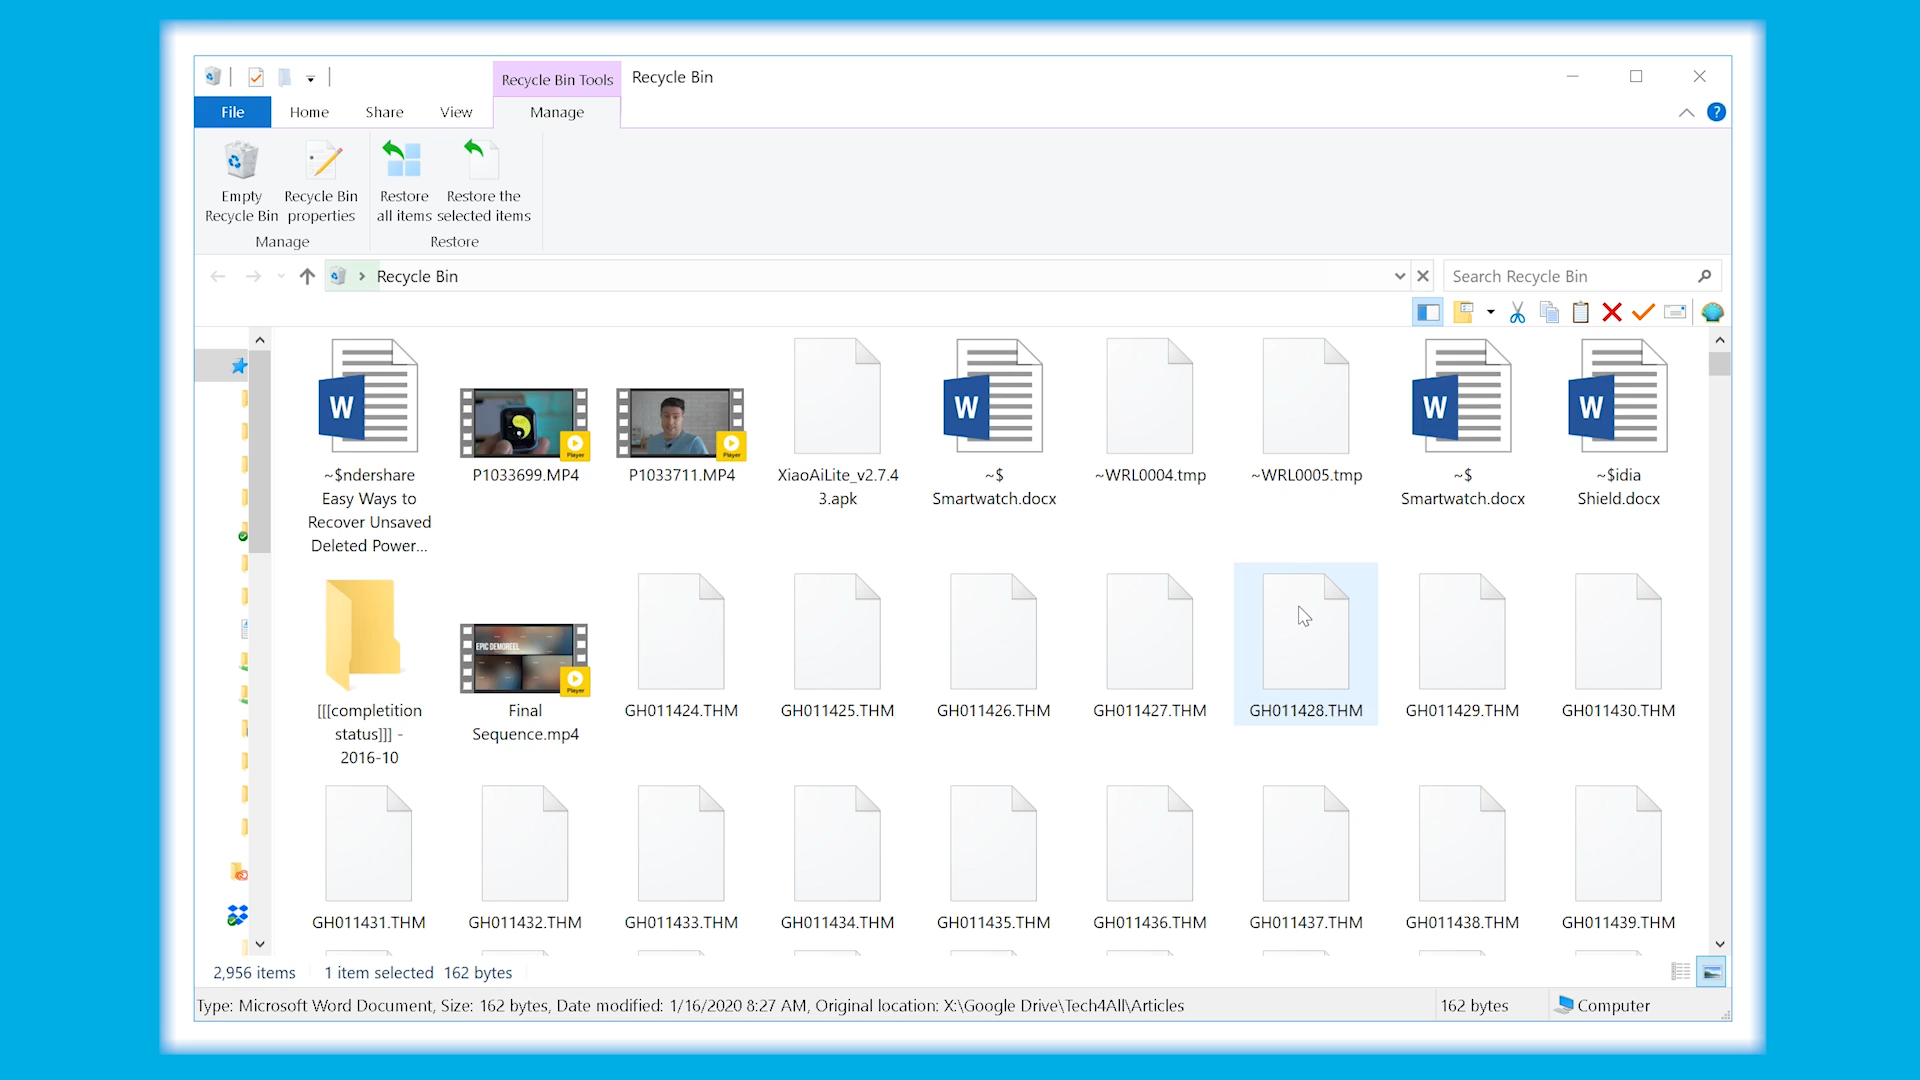 Recycle Bin Tools Recycle Bin
File Home Share View Manage
Empty Recycle Bin Restore Restore the
Recycle Bin properties all items selected items
Manage Restore
Recycle Bin Search Recycle Bin
W W W W
Player Player
~$ndershare P1033699.MP4 P1033711.MP4 XiaoAiLite_v2.7.4 ~$ ~WRL0004.tmp ~WRL0005.tmp ~$ ~$idia
Easy Ways to 3.apk Smartwatch.docx Smartwatch.docx Shield.docx
Recover Unsaved
Deleted Power...
EPIC DEMOREEL
Player
[[[completition Final GH011424.THM GH011425.THM GH011426.THM GH011427.THM GH011428.THM GH011429.THM GH011430.THM
status]]] - Sequence.mp4
2016-10
GH011431.THM GH011432.THM GH011433.THM GH011434.THM GH011435.THM GH011436.THM GH011437.THM GH011438.THM GH011439.THM
2,956 items 1 item selected 162 bytes
Type: Microsoft Word Document, Size: 162 bytes, Date modified: 1/16/2020 8:27 AM, Original location: X:\Google Drive\Tech4All\Articles 162 bytes Computer